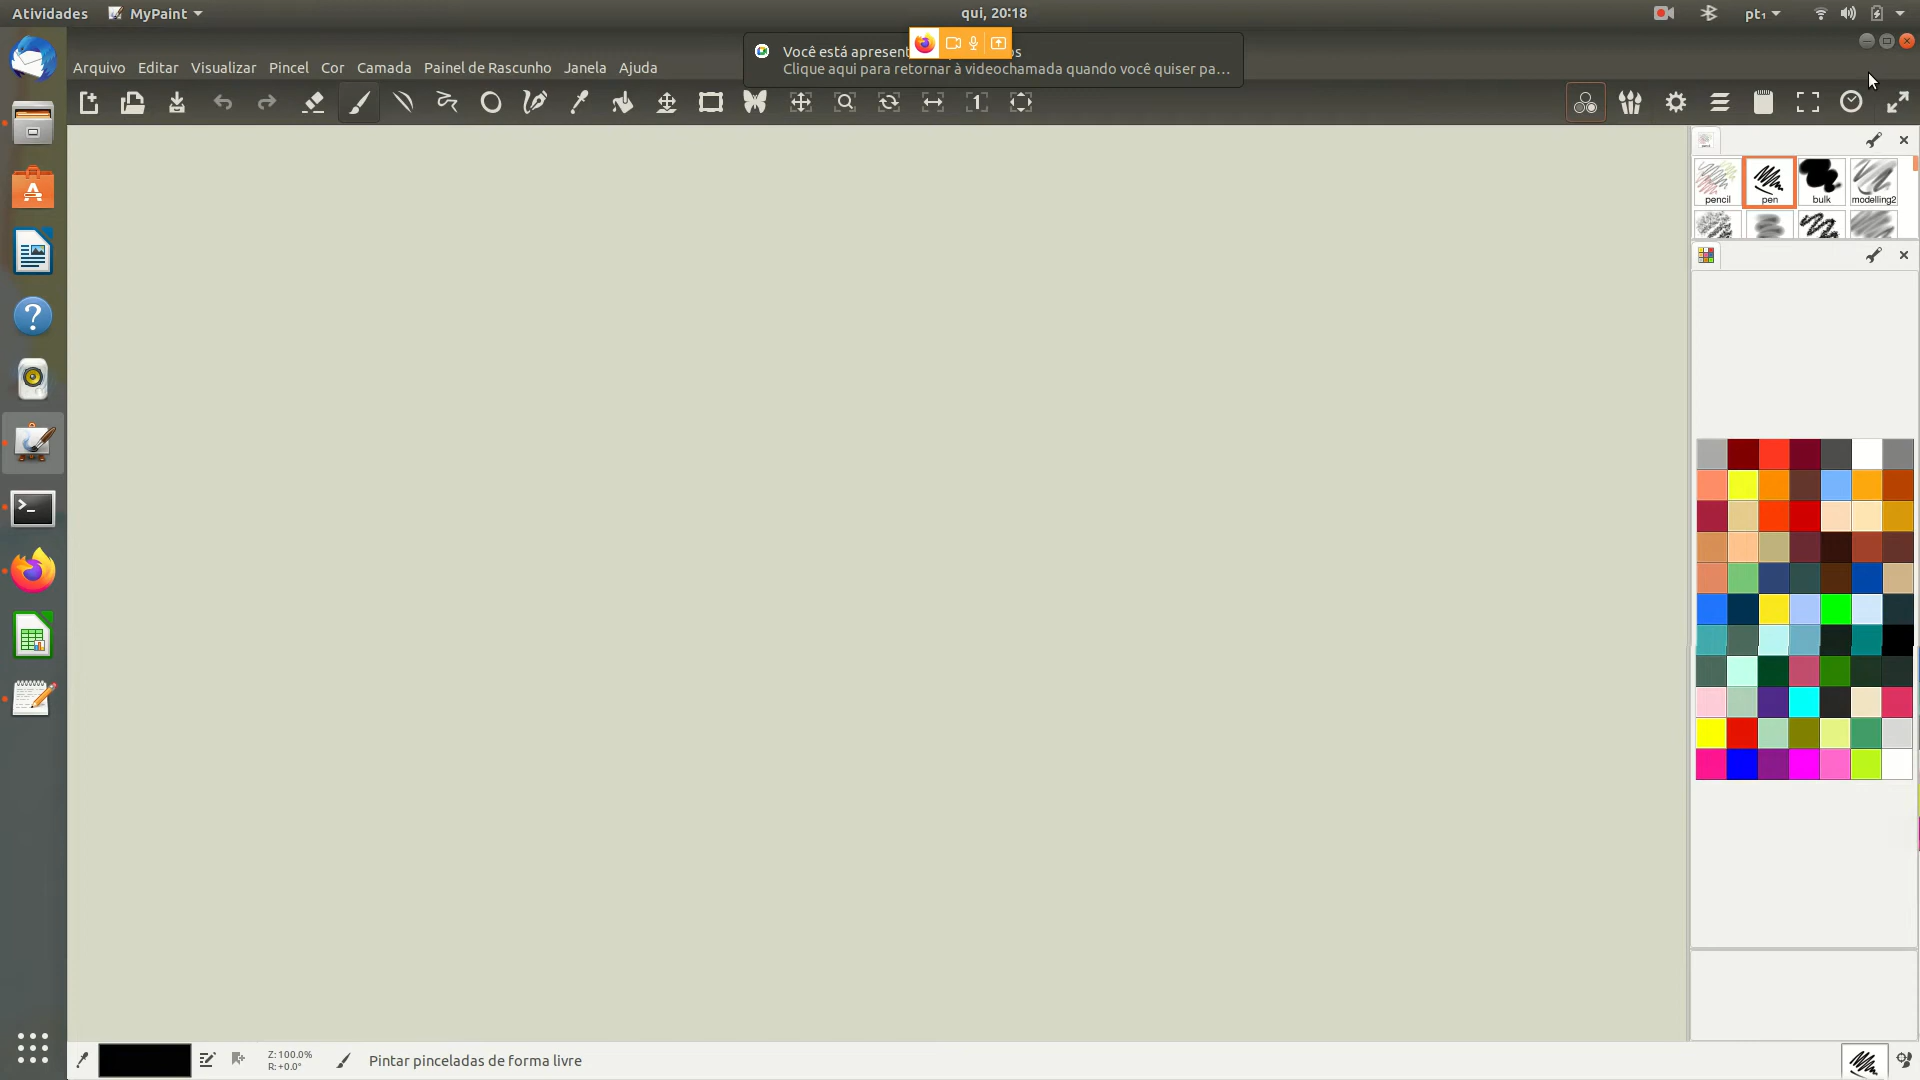 Atividades MyPaint qui, 20:18 pt₁
Você está apresent os
Clique aqui para retornar à videochamada quando você quiser pa...
Arquivo Editar Visualizar Pincel Cor Camada Painel de Rascunho Janela Ajuda
pencil pen bulk modelling2
Z: 100.0%
R: +0.0°
Pintar pinceladas de forma livre